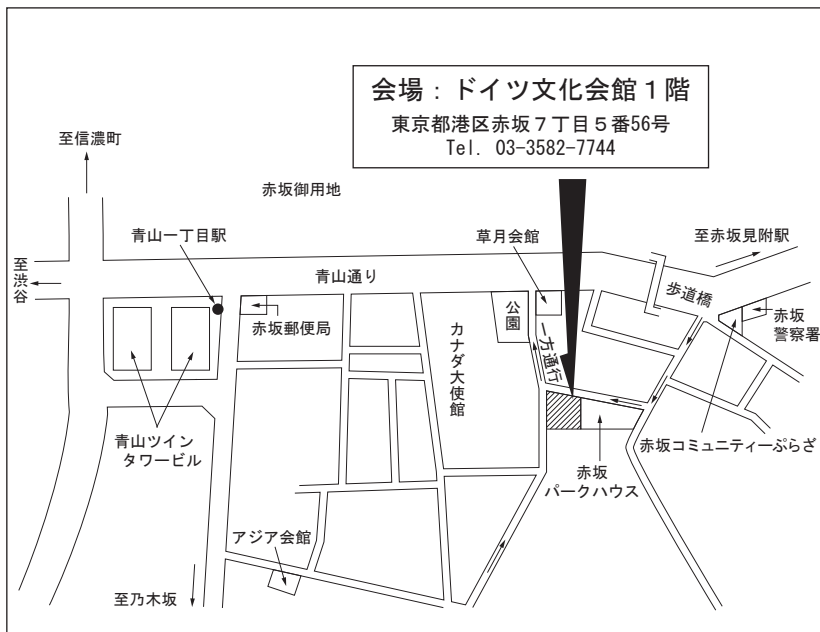 会場：ドイツ文化会館１階
東京都港区赤坂７丁目５番56号
Tel. 03-3582-7744
至信濃町
赤坂御用地
青山一丁目駅
草月会館
至赤坂見附駅
至渋谷
青山通り
歩道橋
赤坂郵便局
公園
一方通行
赤坂
警察署
カナダ大使館
青山ツイン
タワービル
赤坂コミュニティーぷらざ
赤坂
パークハウス
アジア会館
至乃木坂